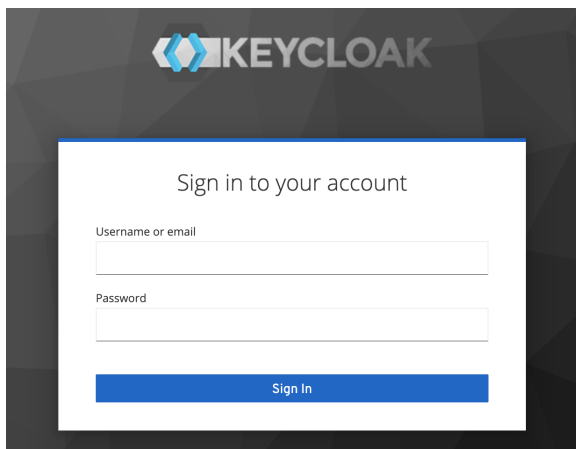 KEYCLOAK
Sign in to your account
Username or email
Password
Sign In